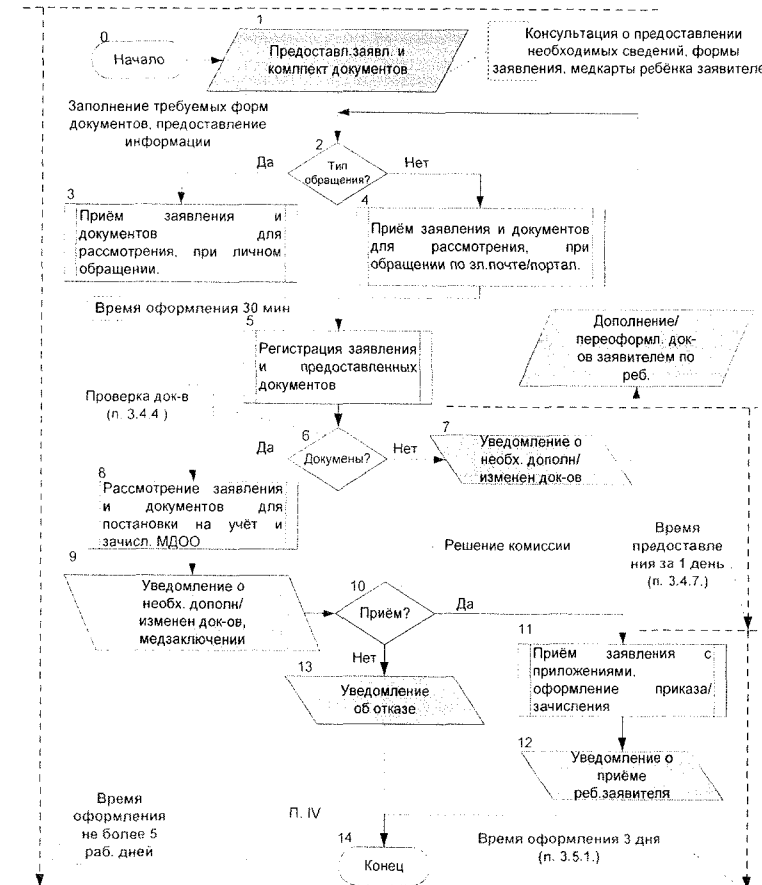 0
Начало
1
Предоставл.заявл. и
комлпект документов
Консультация о предоставлении
необходимых сведений, формы
заявления, медкарты ребёнка заявителе
Заполнение требуемых форм
документов, предоставление
информации
2
Тип
обращения?
Да
Нет
3
Приём заявления и
документов для
рассмотрения, при личном
обращении.
4
Приём заявления и документов
для рассмотрения, при
обращении по эл.почте/портал.
Время оформления 30 мин
5
Регистрация заявления
и предоставленных
документов
Дополнение/
переоформл. док-
ов заявителем по
реб.
Проверка док-в
(п. 3.4.4.)
6
Докумены?
Да
Нет
7
Уведомление о
необх. дополн/
изменен док-ов
8
Рассмотрение заявления
и документов для
постановки на учёт и
зачисл. МДОО
Решение комиссии
Время
предоставле
ния за 1 день
(п. 3.4.7.)
9
Уведомление о
необх. дополн/
изменен док-ов,
медзаключении
10
Приём?
Да
Нет
11
Приём заявления с
приложениями,
оформление приказа/
зачисления
13
Уведомление
об отказе
12
Уведомление о
приёме
реб.заявителя
Время
оформления
не более 5
раб. дней
П. IV
14
Конец
Время оформления 3 дня
(п. 3.5.1.)